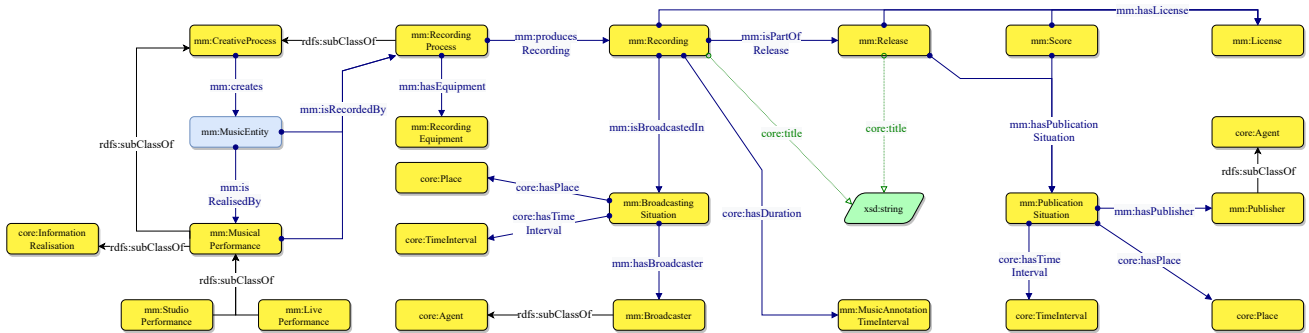 mm:hasLicense
mm:CreativeProcess
rdfs:subClassOf
mm:Recording
Process
mm:produces
Recording
mm:Recording
mm:isPartOf
Release
mm:Release
mm:Score
mm:License
mm:creates
mm:hasEquipment
mm:isRecordedBy
mm:MusicEntity
mm:Recording
Equipment
mm:isBroadcastedIn
core:title
core:title
mm:hasPublication
Situation
core:Agent
rdfs:subClassOf
rdfs:subClassOf
core:Place
core:hasPlace
mm:is
RealisedBy
mm:Broadcasting
Situation
core:hasDuration
xsd:string
mm:Publication
Situation
mm:hasPublisher
mm:Publisher
core:hasTime
Interval
core:Information
Realisation
rdfs:subClassOf
mm:Musical
Performance
core:TimeInterval
mm:hasBroadcaster
core:hasTime
Interval
core:hasPlace
rdfs:subClassOf
mm:Studio
Performance
mm:Live
Performance
core:Agent
rdfs:subClassOf
mm:Broadcaster
mm:MusicAnnotation
TimeInterval
core:TimeInterval
core:Place